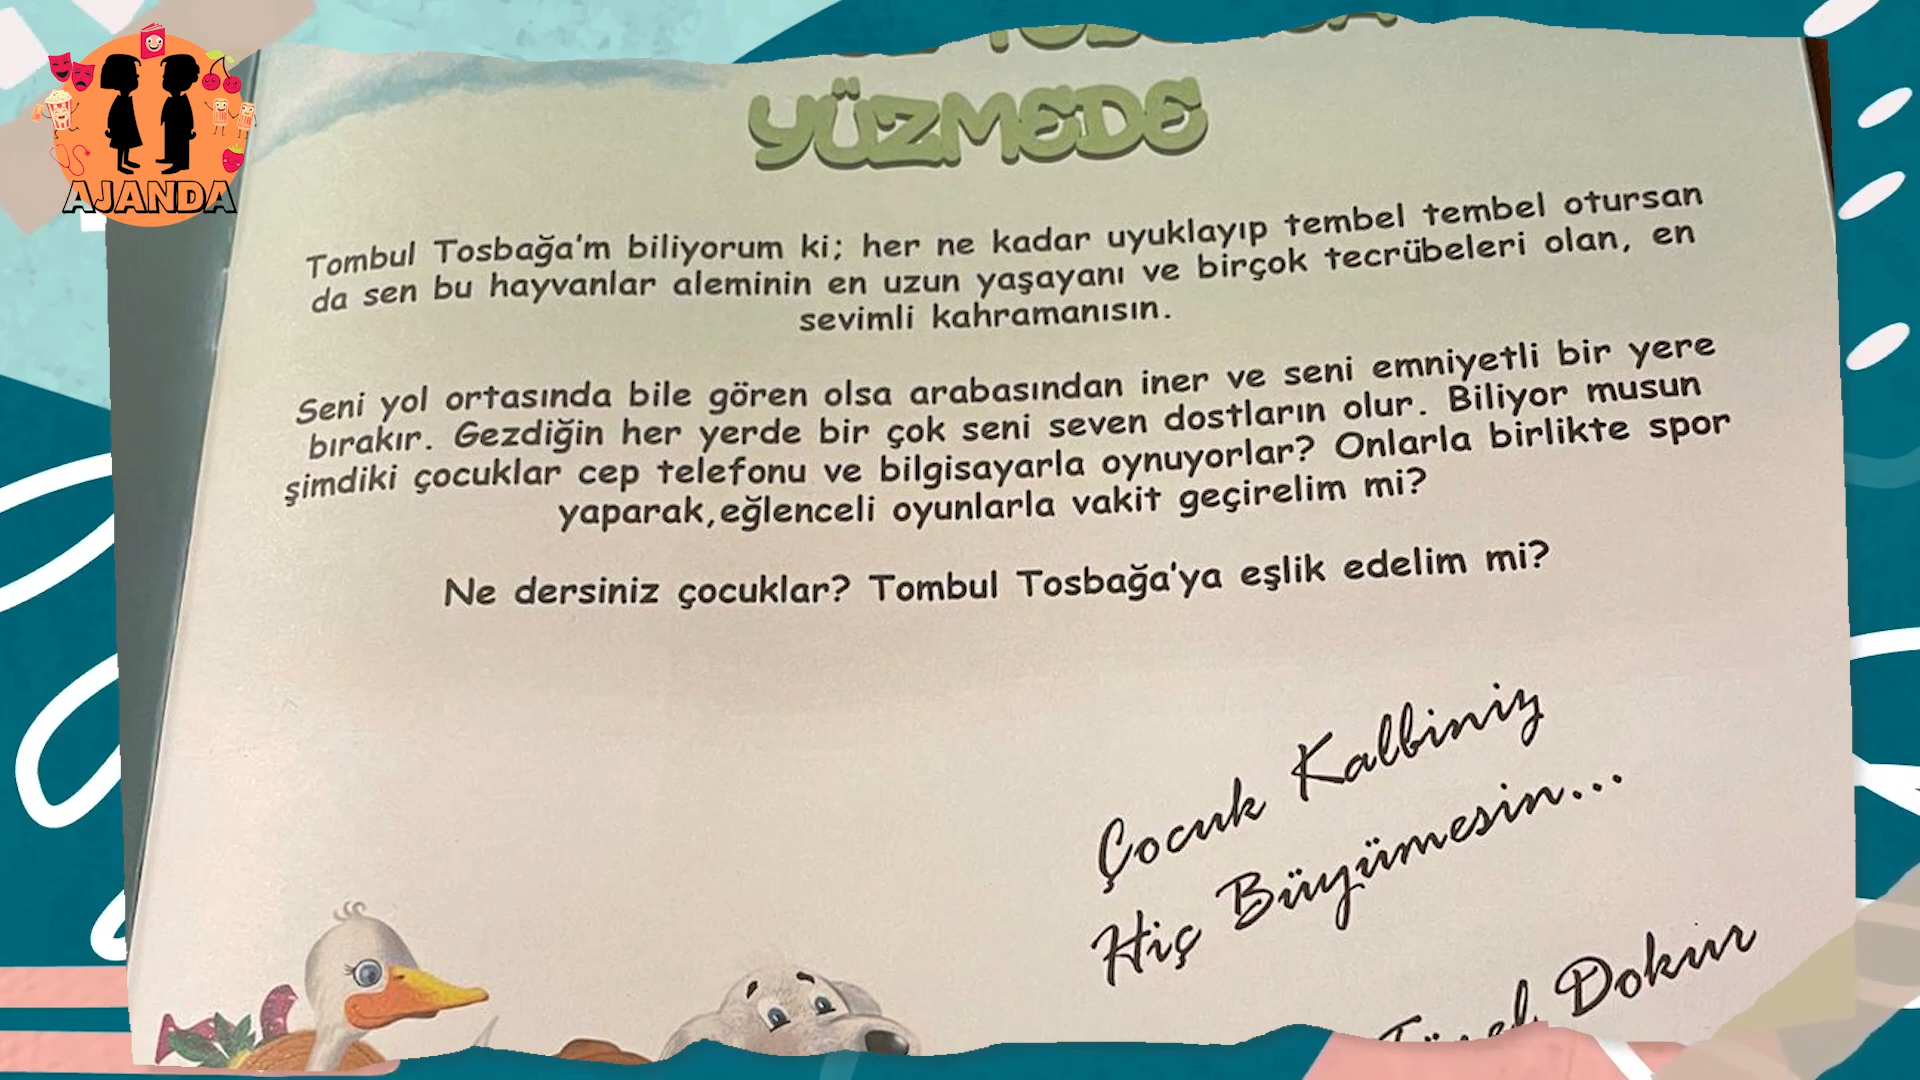 AJANDA
YÜZMEDE
Tombul Tosbağa'm biliyorum ki; her ne kadar uyuklayıp tembel tembel otursan
da sen bu hayvanlar aleminin en uzun yaşayanı ve birçok tecrübeleri olan, en
sevimli kahramanısın.
Seni yol ortasında bile gören olsa arabasından iner ve seni emniyetli bir yere
bırakır. Gezdiğin her yerde bir çok seni seven dostların olur. Biliyor musun
şimdiki çocuklar cep telefonu ve bilgisayarla oynuyorlar? Onlarla birlikte spor
yaparak,eğlenceli oyunlarla vakit geçirelim mi?
Ne dersiniz çocuklar? Tombul Tosbağa'ya eşlik edelim mi?
Çocuk Kalbiniz
Hiç Büyümesin...
Dokur